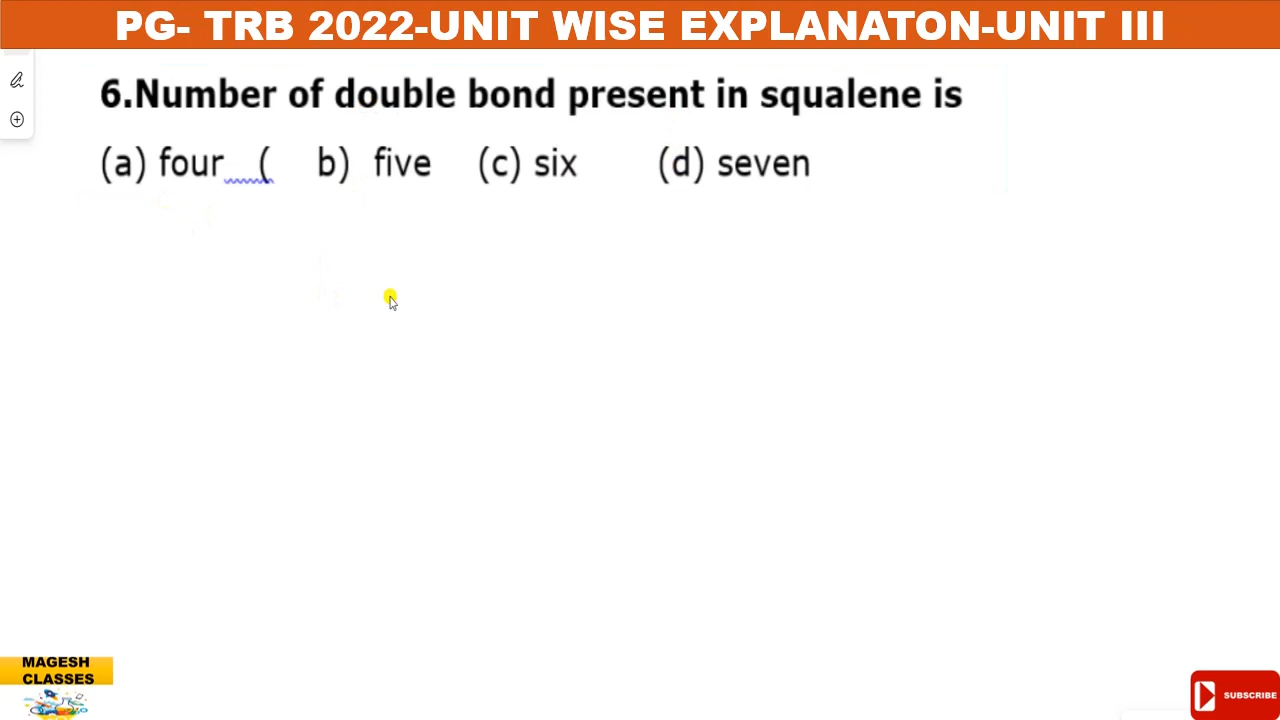 PG- TRB 2022-UNIT WISE EXPLANATON-UNIT III
6.Number of double bond present in squalene is
(a) four ( b) five (c) six (d) seven
MAGESH
CLASSES
SUBSCRIBE